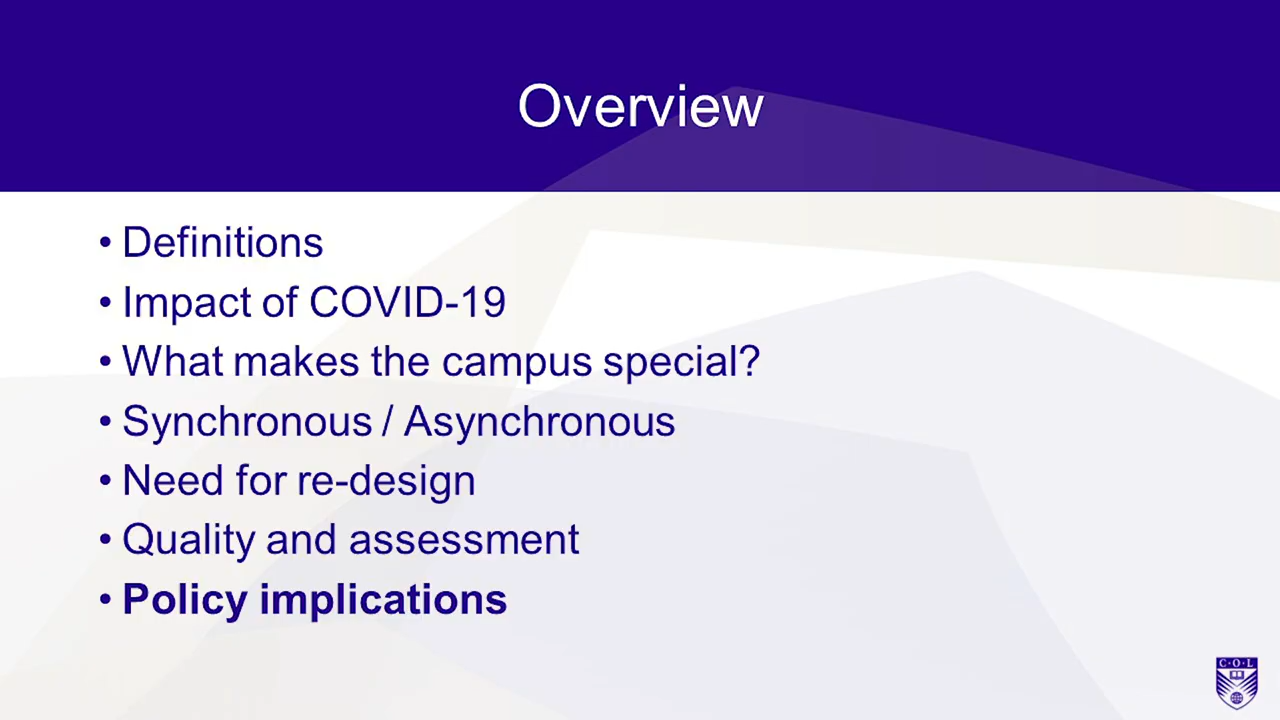 Overview
• Definitions
• Impact of COVID-19
• What makes the campus special?
• Synchronous / Asynchronous
• Need for re-design
• Quality and assessment
• Policy implications
C·O·L